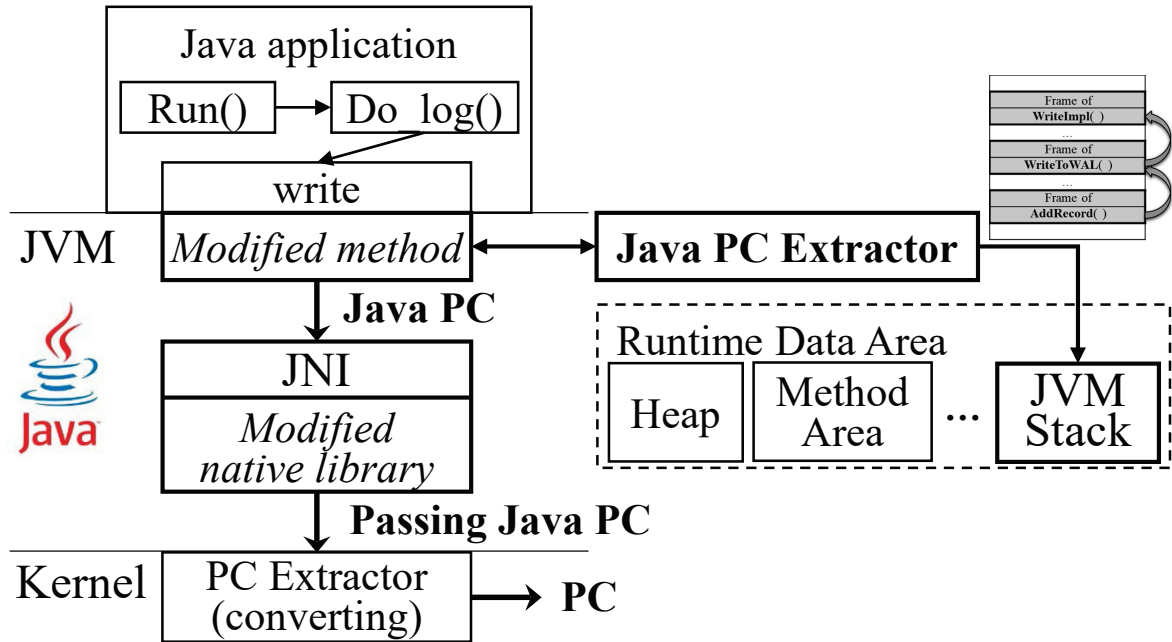 Java application
Run()
Do_log()
write
JVM
Modified method
Java PC Extractor
Frame of
WriteImpl( )
...
Frame of
WriteToWAL( )
...
Frame of
AddRecord( )
Java PC
Java
JNI
Modified
native library
Runtime Data Area
Heap
Method
Area
...
JVM
Stack
Passing Java PC
Kernel
PC Extractor
(converting)
PC